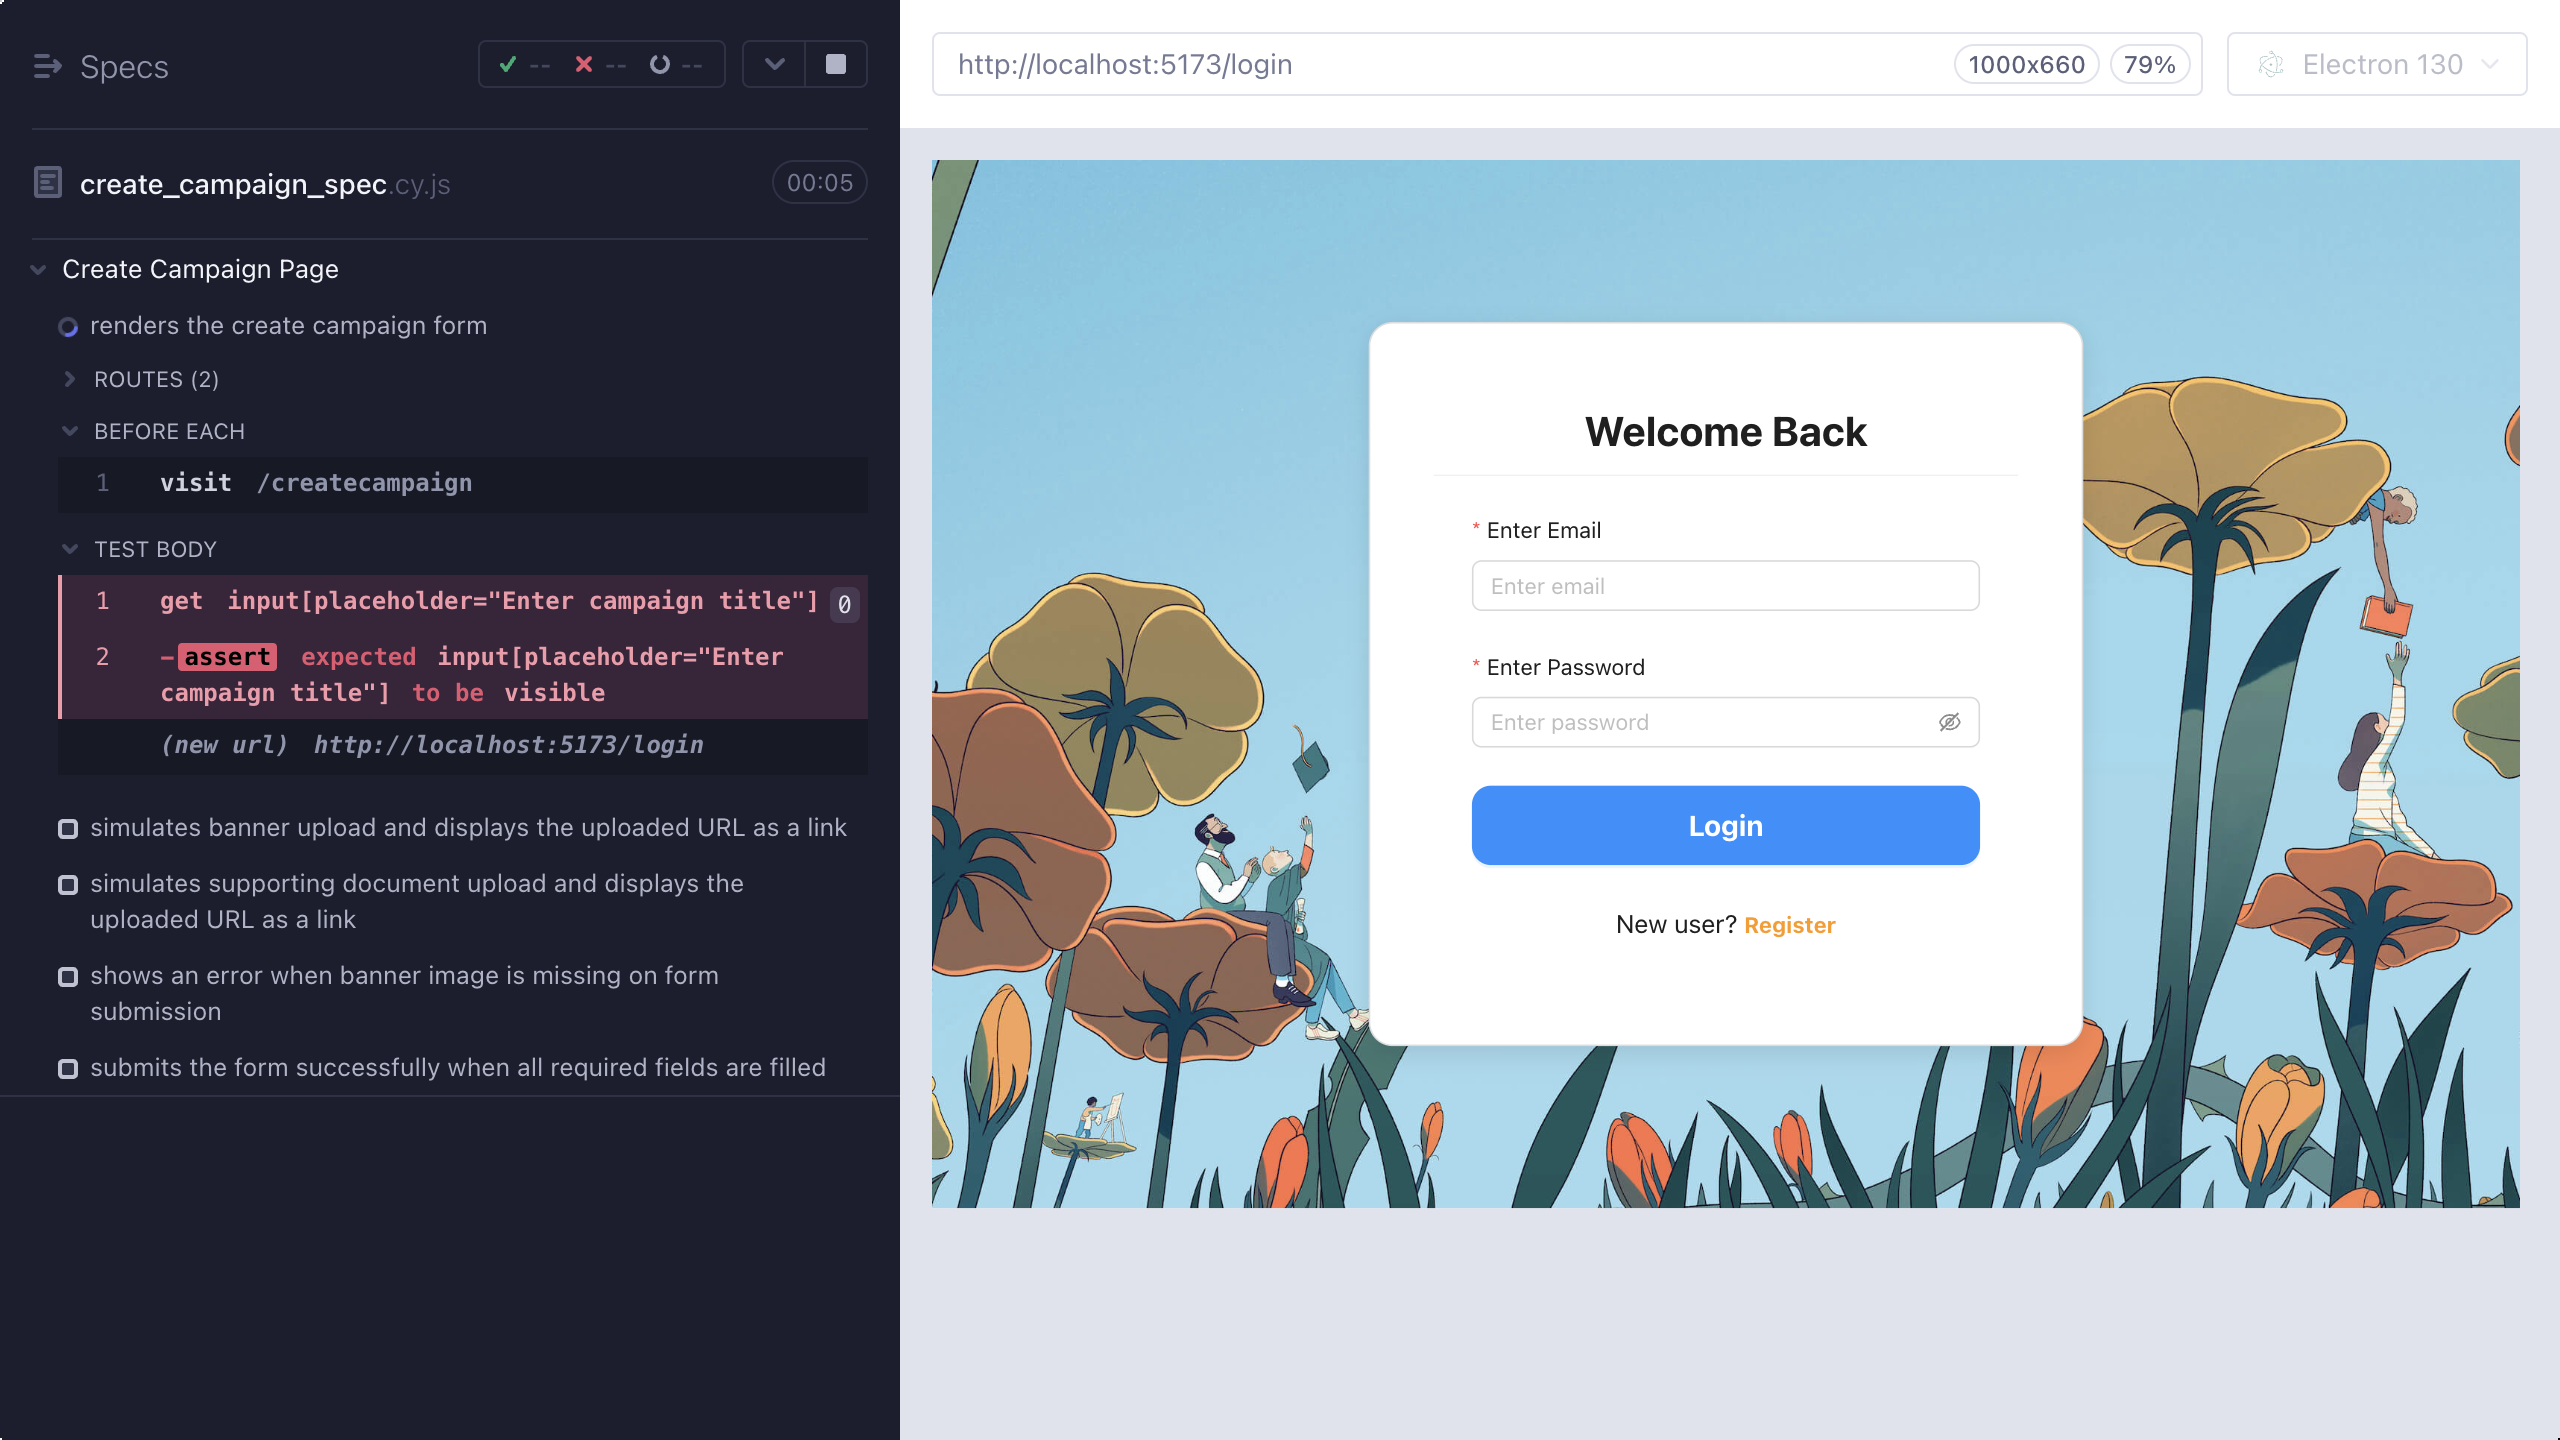 Specs
-- -- --
create_campaign_spec.cy.js 00:05
Create Campaign Page
renders the create campaign form
ROUTES (2)
BEFORE EACH
1 visit /createcampaign
TEST BODY
1 get input[placeholder="Enter campaign title"] 0
2 -assert expected input[placeholder="Enter
campaign title"] to be visible
(new url) http://localhost:5173/login
simulates banner upload and displays the uploaded URL as a link
simulates supporting document upload and displays the
uploaded URL as a link
shows an error when banner image is missing on form
submission
submits the form successfully when all required fields are filled
http://localhost:5173/login 1000x660 79% Electron 130
Welcome Back
* Enter Email
Enter email
* Enter Password
Enter password
Login
New user? Register